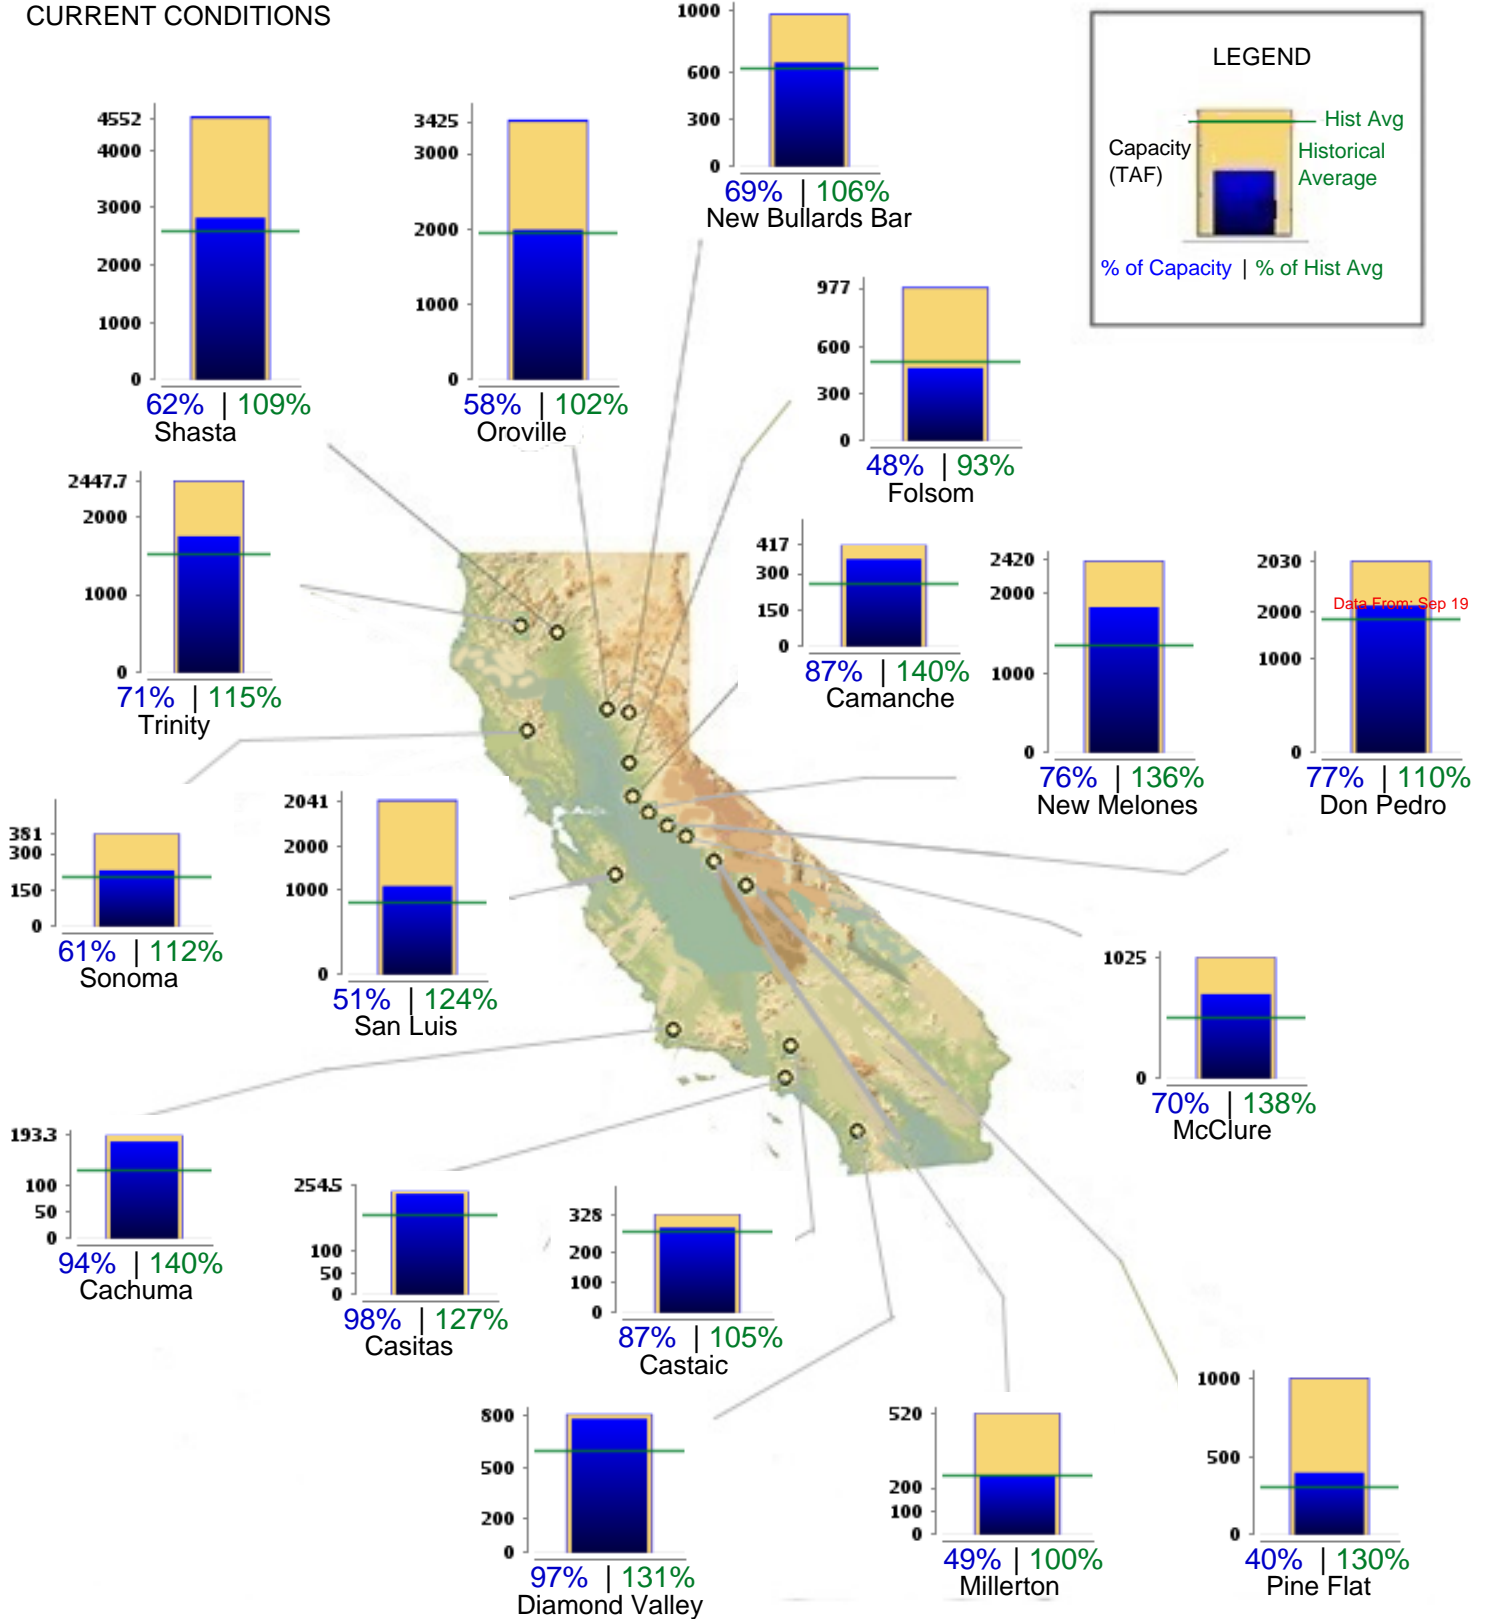 CURRENT CONDITIONS
1000
600
300
0
69% | 106%
New Bullards Bar
LEGEND
Hist Avg
Capacity
(TAF)
Historical
Average
% of Capacity | % of Hist Avg
4552
4000
3000
2000
1000
0
62% | 109%
Shasta
3425
3000
2000
1000
0
58% | 102%
Oroville
977
600
300
0
48% | 93%
Folsom
2447.7
2000
1000
0
71% | 115%
Trinity
417
300
150
0
87% | 140%
Camanche
2420
2000
1000
0
76% | 136%
New Melones
2030
Data From: Sep 19
2000
1000
0
77% | 110%
Don Pedro
381
300
150
0
61% | 112%
Sonoma
2041
2000
1000
0
51% | 124%
San Luis
1025
0
70% | 138%
McClure
193.3
100
50
0
94% | 140%
Cachuma
254.5
100
50
0
98% | 127%
Casitas
328
200
100
0
87% | 105%
Castaic
800
500
200
0
97% | 131%
Diamond Valley
520
200
100
0
49% | 100%
Millerton
1000
500
0
40% | 130%
Pine Flat